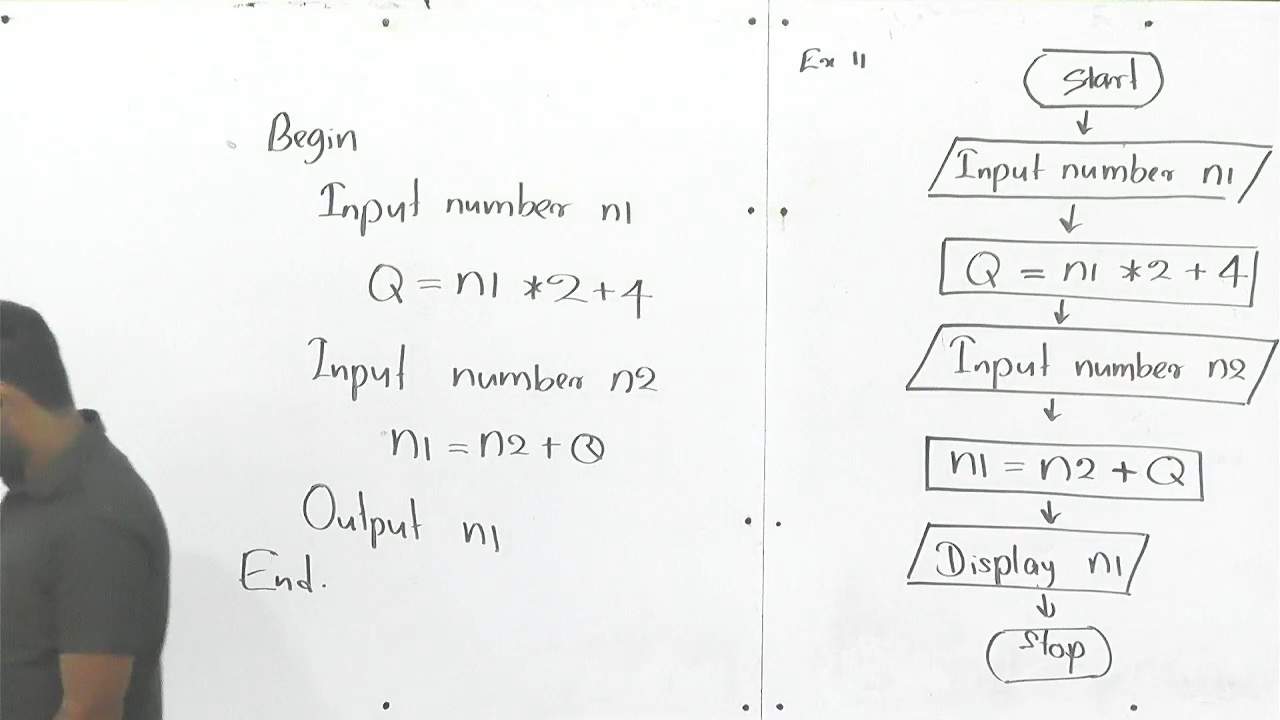 Begin
Input number n1
Q = n1 *2+4
Input number n2
n1 = n2 + Q
Output n1
End.
Ex 11
Start
Input number n1
Q = n1 *2 + 4
Input number n2
n1 = n2 + Q
Display n1
Stop